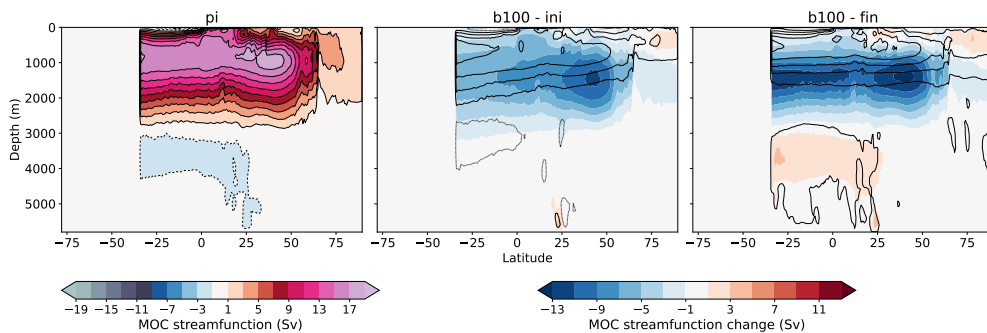 pi
b100 - ini
b100 - fin
Depth (m)
0
1000
2000
3000
4000
5000
−75 −50 −25 0 25 50 75
−75 −50 −25 0 25 50 75
−75 −50 −25 0 25 50 75
Latitude
−19 −15 −11 −7 −3 1 5 9 13 17
MOC streamfunction (Sv)
−13 −9 −5 −1 3 7 11
MOC streamfunction change (Sv)